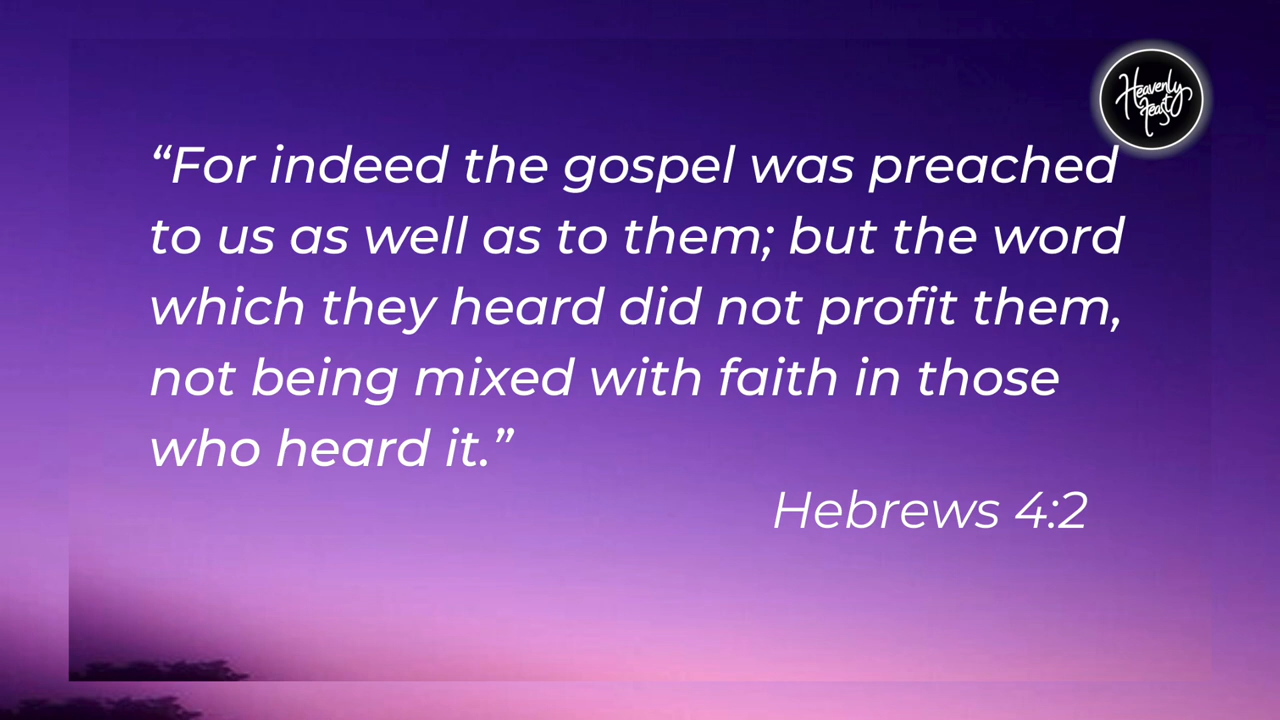 Heavenly
feast
“For indeed the gospel was preached
to us as well as to them; but the word
which they heard did not profit them,
not being mixed with faith in those
who heard it.”
Hebrews 4:2